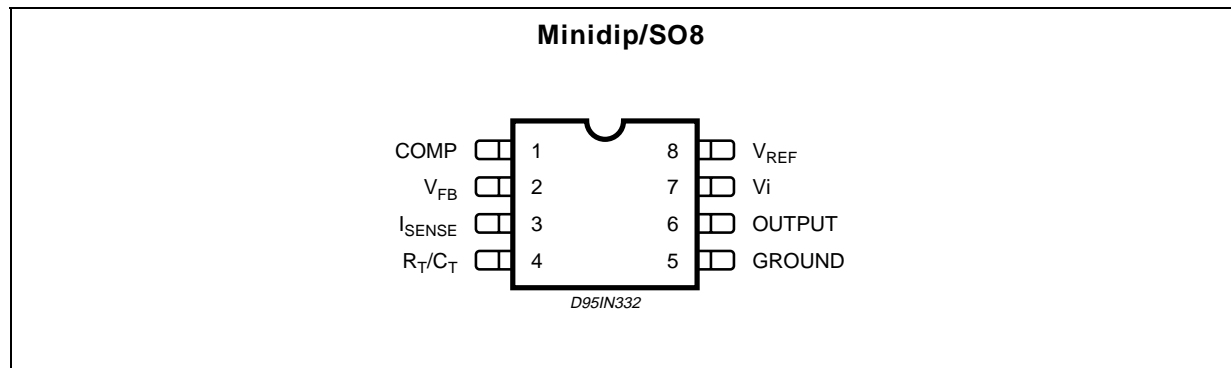 Minidip/SO8
COMP 1 8 VREF
VFB 2 7 Vi
ISENSE 3 6 OUTPUT
RT/CT 4 5 GROUND
D95IN332